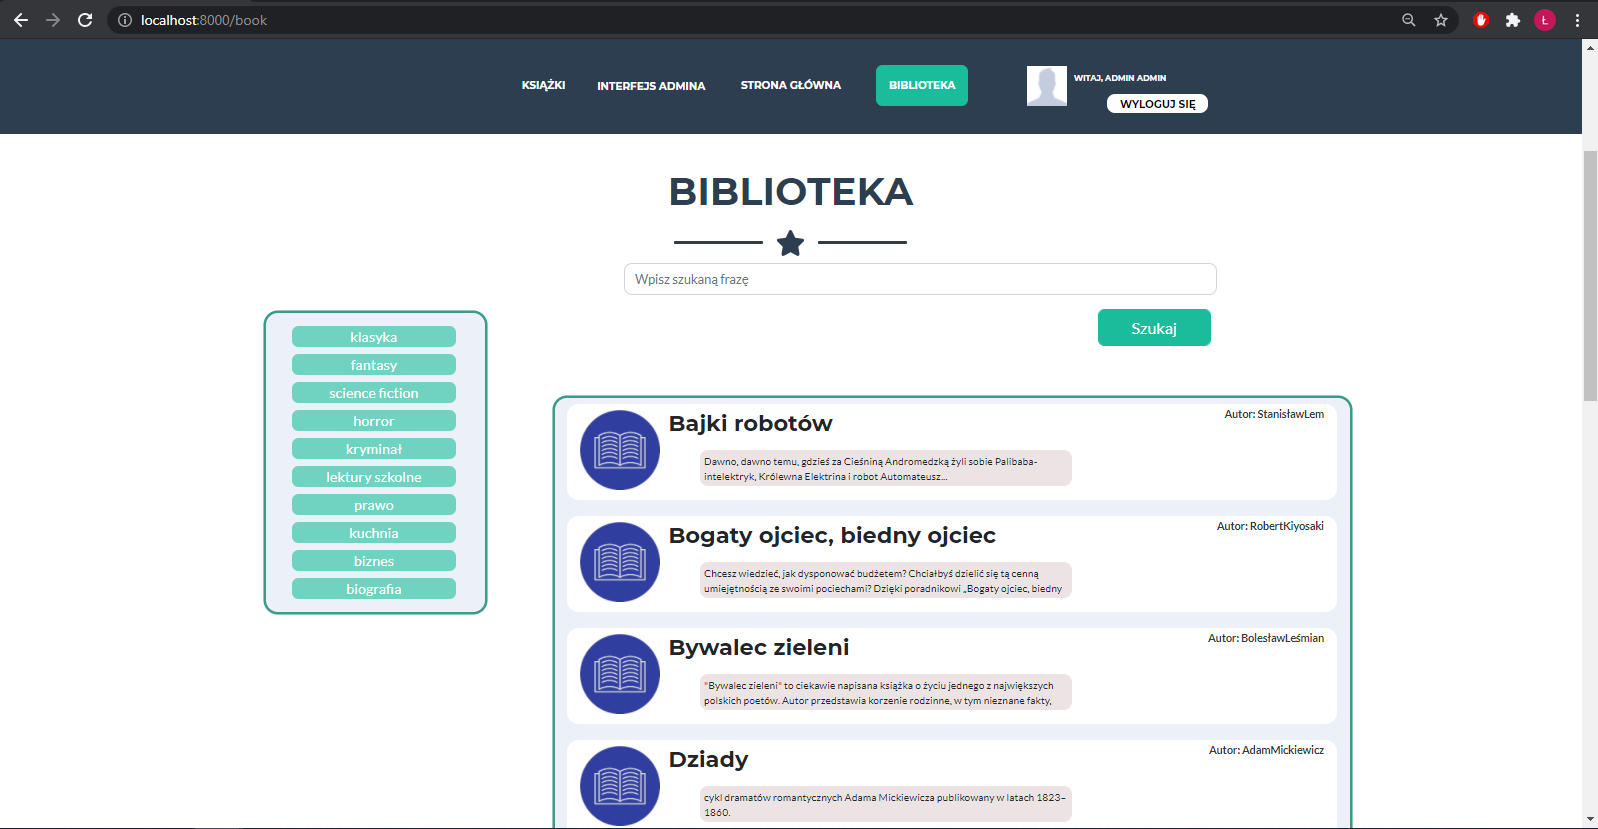 localhost:8000/book
Ł
KSIĄŻKI
INTERFEJS ADMINA
STRONA GŁÓWNA
BIBLIOTEKA
WITAJ, ADMIN ADMIN
WYLOGUJ SIĘ
BIBLIOTEKA
Wpisz szukaną frazę
Szukaj
klasyka
fantasy
science fiction
horror
kryminał
lektury szkolne
prawo
kuchnia
biznes
biografia
Bajki robotów
Autor: StanisławLem
Dawno, dawno temu, gdzieś za Cieśniną Andromedzką żyli sobie Palibaba-
intelektryk, Królewna Elektrina i robot Automateusz...
Bogaty ojciec, biedny ojciec
Autor: RobertKiyosaki
Chcesz wiedzieć, jak dysponować budżetem? Chciałbyś dzielić się tą cenną
umiejętnością ze swoimi pociechami? Dzięki poradnikowi „Bogaty ojciec, biedny
Bywalec zieleni
Autor: BolesławLeśmian
"Bywalec zieleni" to ciekawie napisana książka o życiu jednego z największych
polskich poetów. Autor przedstawia korzenie rodzinne, w tym nieznane fakty,
Dziady
Autor: AdamMickiewicz
cykl dramatów romantycznych Adama Mickiewicza publikowany w latach 1823–
1860.